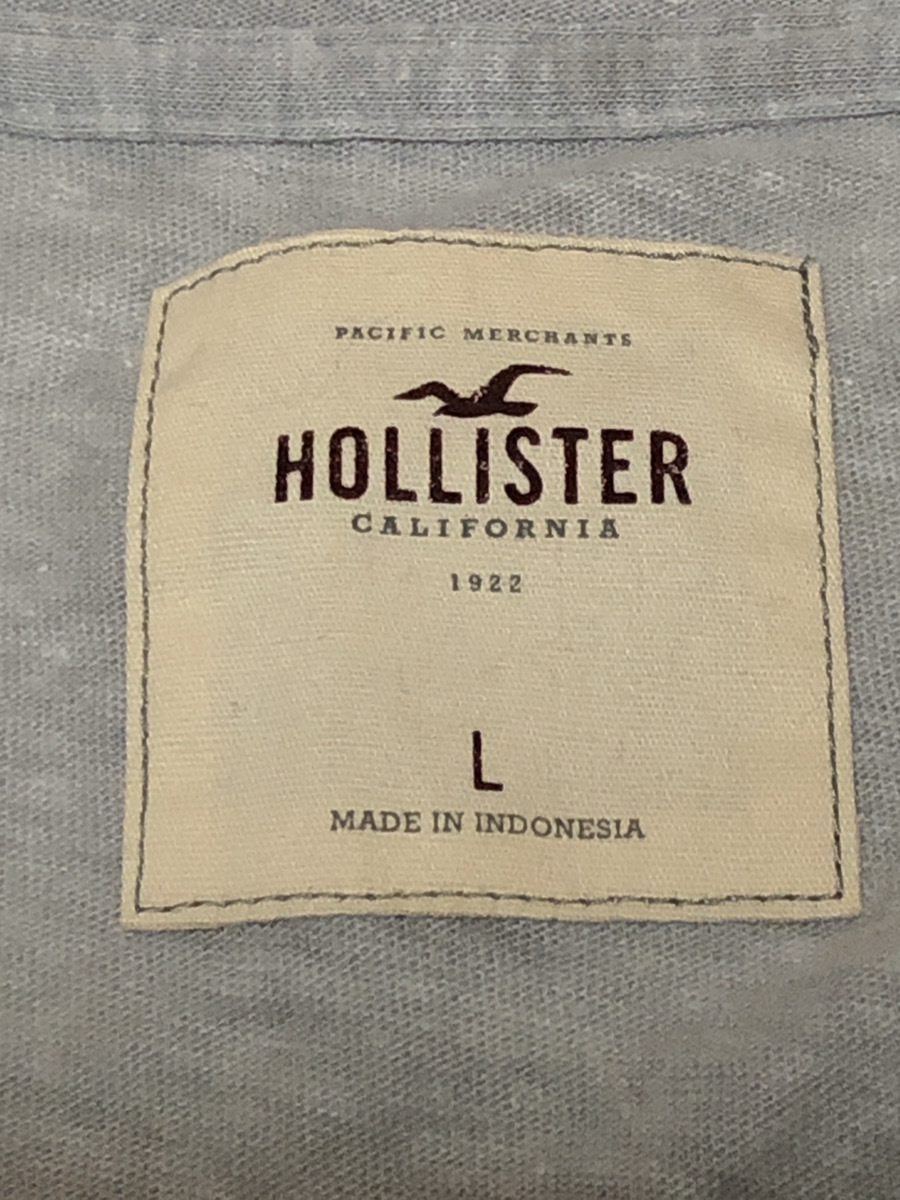 PACIFIC MERCHANTS
HOLLISTER
CALIFORNIA
1922
L
MADE IN INDONESIA